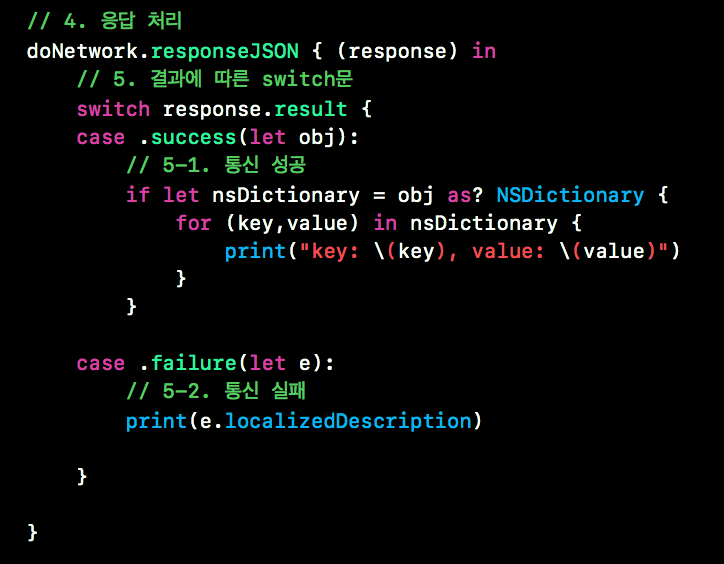 // 4. 응답 처리
doNetwork.responseJSON { (response) in
    // 5. 결과에 따른 switch문
    switch response.result {
    case .success(let obj):
        // 5-1. 통신 성공
        if let nsDictionary = obj as? NSDictionary {
            for (key,value) in nsDictionary {
                print("key: \(key), value: \(value)")
            }
        }
    case .failure(let e):
        // 5-2. 통신 실패
        print(e.localizedDescription)
    }
}